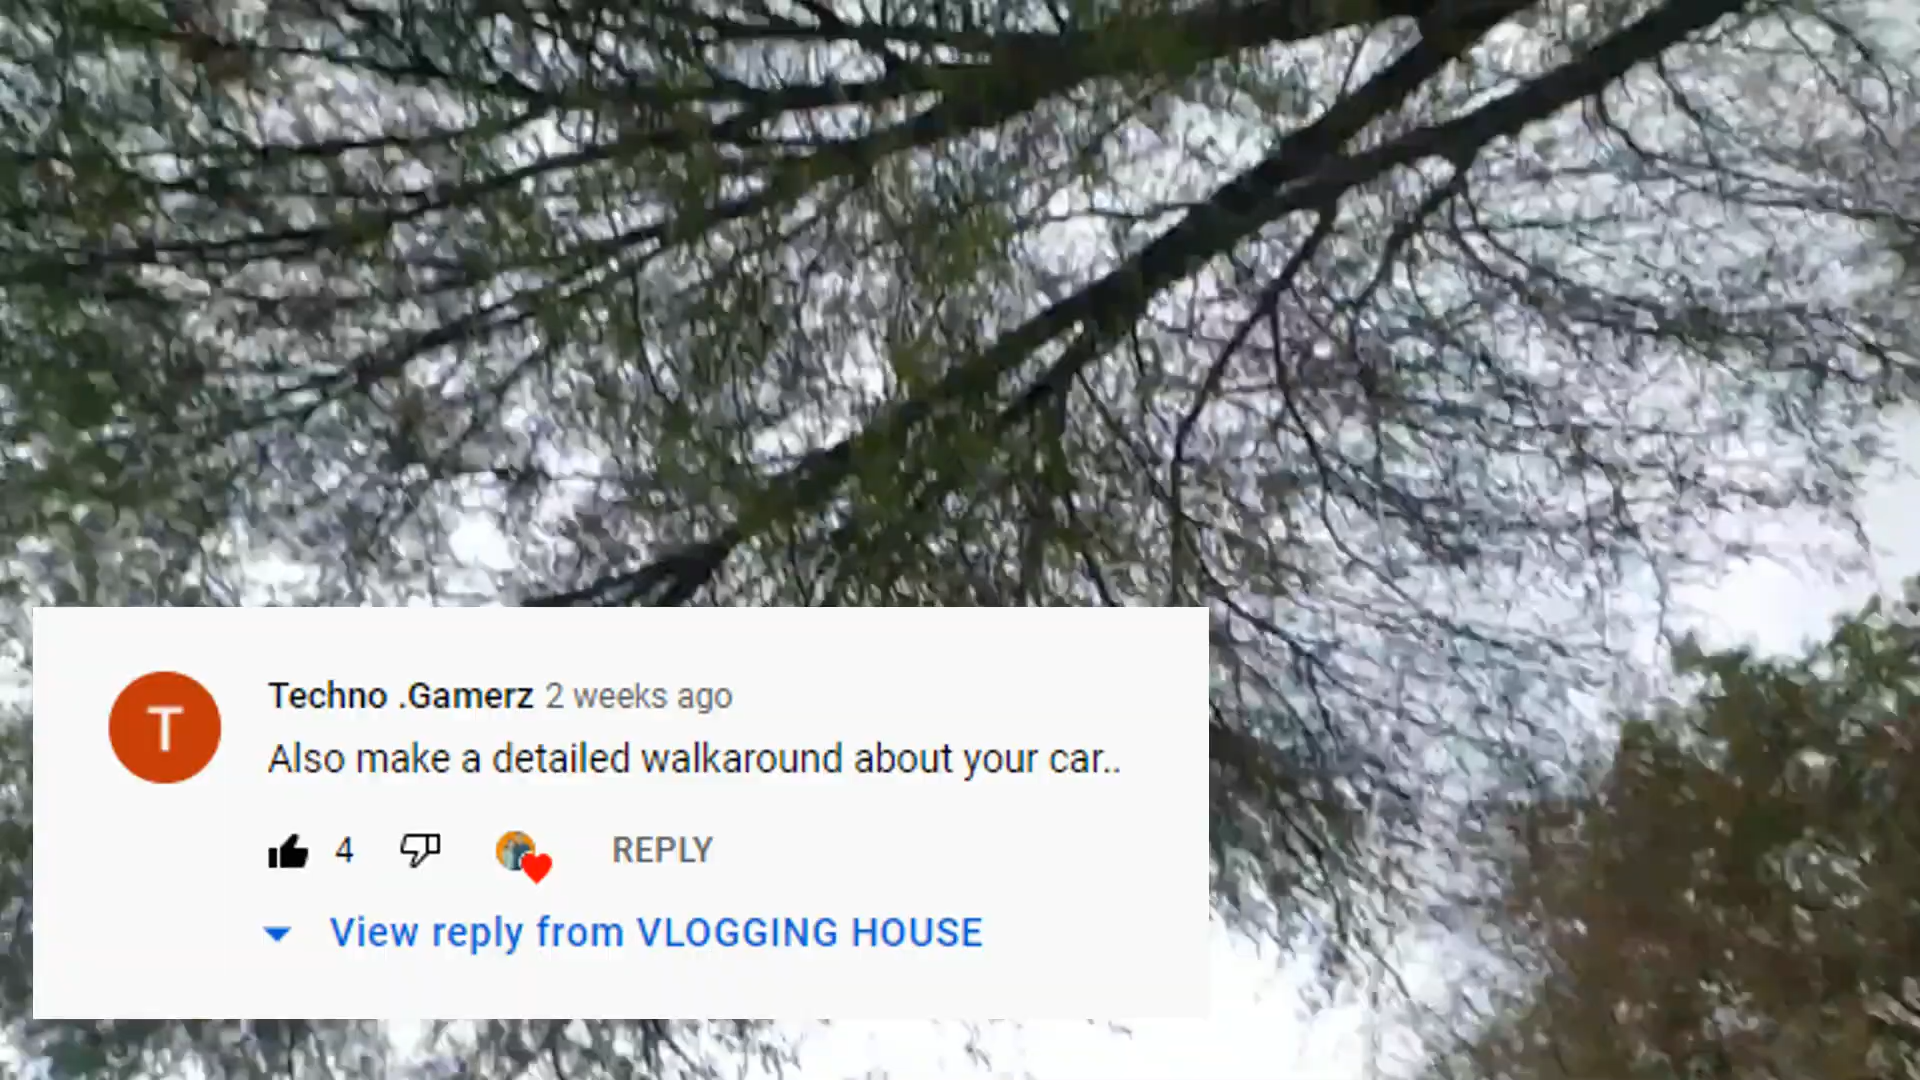 T
Techno .Gamerz 2 weeks ago
Also make a detailed walkaround about your car..
4 REPLY
View reply from VLOGGING HOUSE